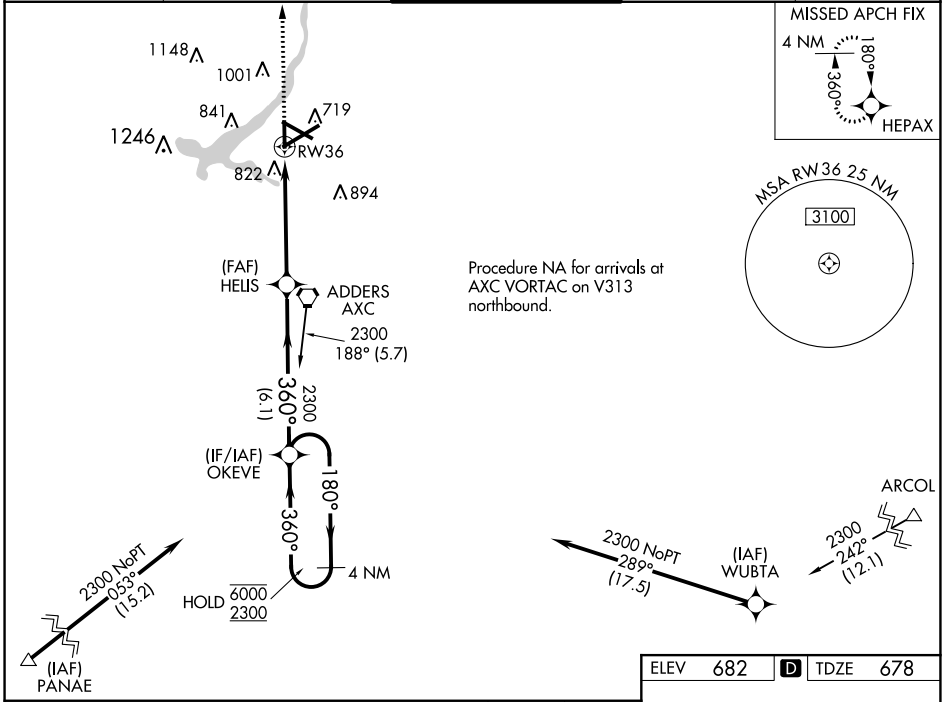 MISSED APCH FIX
4 NM
180°
360°
HEPAX
1148
1001
841
719
1246
RW36
822
894
MSA RW36 25 NM
3100
(FAF)
HELIS
ADDERS
AXC
2300
188° (5.7)
Procedure NA for arrivals at
AXC VORTAC on V313
northbound.
360°
(6.1)
2300
(IF/IAF)
OKEVE
180°
360°
4 NM
HOLD 6000
2300
2300 NoPT
053°
(15.2)
(IAF)
PANAE
2300 NoPT
289°
(17.5)
(IAF)
WUBTA
ARCOL
2300
242°
(12.1)
ELEV 682 D TDZE 678